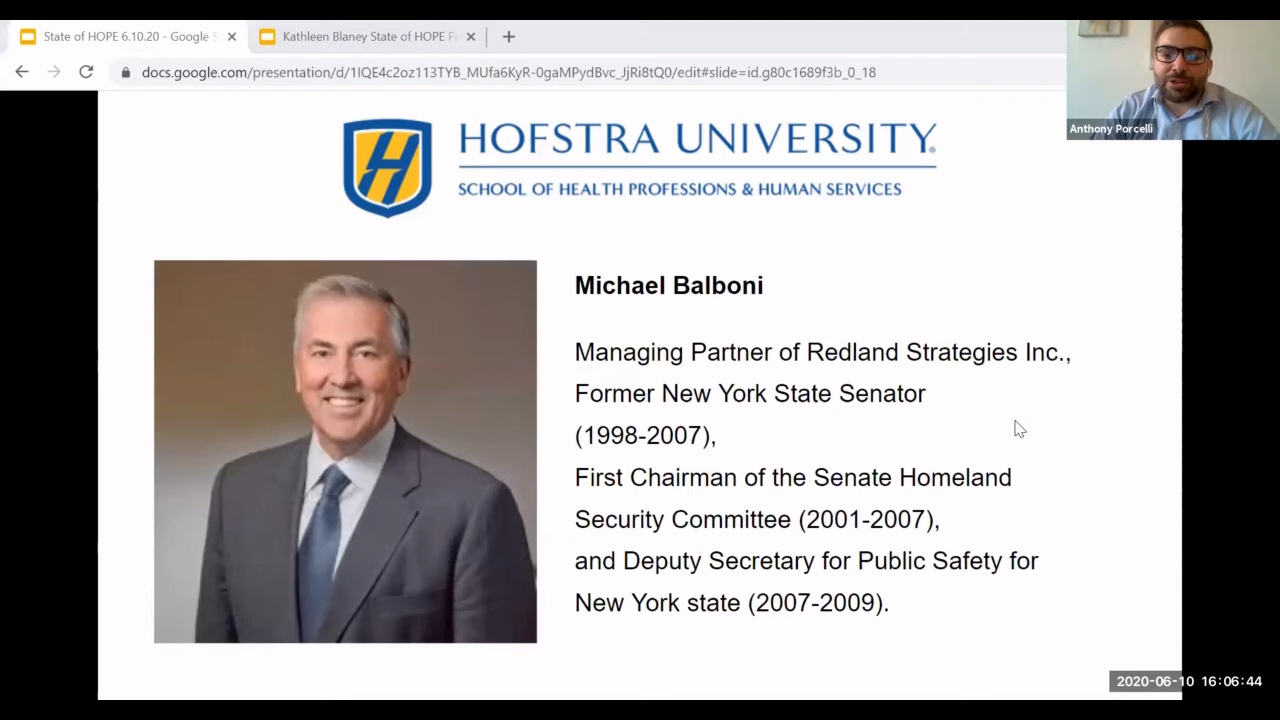 State of HOPE 6.10.20 - Google S
Kathleen Blaney State of HOPE P
docs.google.com/presentation/d/1IQE4c2oz113TYB_MUfa6KyR-0gaMPydBvc_JjRi8tQ0/edit#slide=id.g80c1689f3b_0_18
Anthony Porcelli
H
HOFSTRA UNIVERSITY®
SCHOOL OF HEALTH PROFESSIONS & HUMAN SERVICES
Michael Balboni
Managing Partner of Redland Strategies Inc.,
Former New York State Senator
(1998-2007),
First Chairman of the Senate Homeland
Security Committee (2001-2007),
and Deputy Secretary for Public Safety for
New York state (2007-2009).
2020-06-10 16:06:44